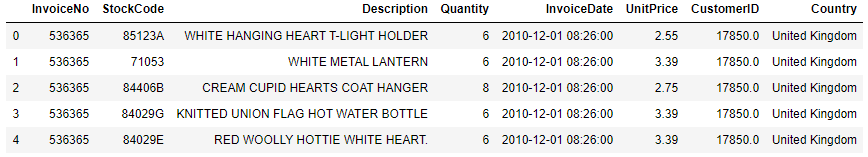 InvoiceNo StockCode Description Quantity InvoiceDate UnitPrice CustomerID Country
0 536365 85123A WHITE HANGING HEART T-LIGHT HOLDER 6 2010-12-01 08:26:00 2.55 17850.0 United Kingdom
1 536365 71053 WHITE METAL LANTERN 6 2010-12-01 08:26:00 3.39 17850.0 United Kingdom
2 536365 84406B CREAM CUPID HEARTS COAT HANGER 8 2010-12-01 08:26:00 2.75 17850.0 United Kingdom
3 536365 84029G KNITTED UNION FLAG HOT WATER BOTTLE 6 2010-12-01 08:26:00 3.39 17850.0 United Kingdom
4 536365 84029E RED WOOLLY HOTTIE WHITE HEART. 6 2010-12-01 08:26:00 3.39 17850.0 United Kingdom